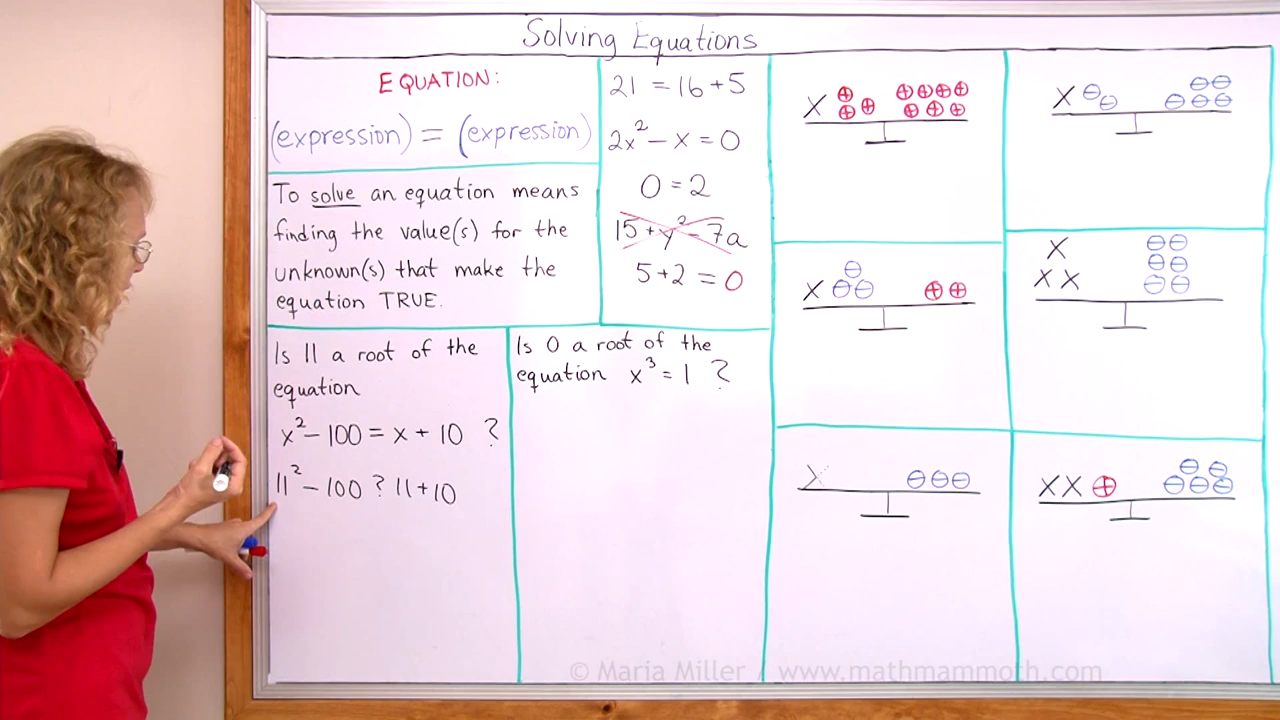 Solving Equations
EQUATION:
(expression) = (expression)
To solve an equation means
finding the value(s) for the
unknown(s) that make the
equation TRUE.
21 = 16 + 5
2x² - x = 0
0 = 2
15 + y² - 7a
5 + 2 = 0
Is 11 a root of the
equation
x² - 100 = x + 10 ?
11² - 100 ? 11 + 10
Is 0 a root of the
equation x³ = 1 ?
X ⊕ ⊕ ⊕ ⊕ ⊕ ⊕ ⊕ ⊕ ⊕ ⊕
X ⊖ ⊖ ⊖ ⊖ ⊖ ⊖ ⊖
X ⊖ ⊖ ⊖ ⊕ ⊕
X
X X ⊖ ⊖ ⊖ ⊖ ⊖ ⊖
X ⊖ ⊖ ⊖
X X ⊕ ⊖ ⊖ ⊖ ⊖ ⊖
© Maria Miller / www.mathmammoth.com